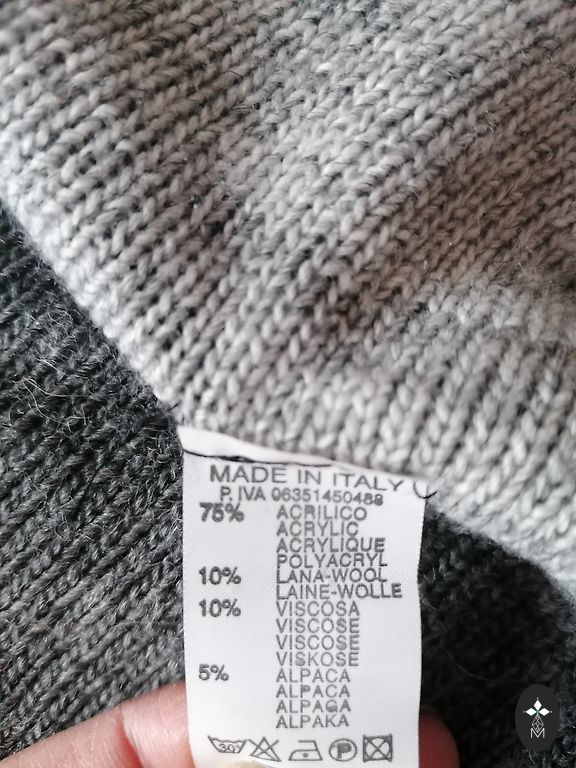 MADE IN ITALY
P. IVA 06351450488
75% ACRILICO
ACRYLIC
ACRYLIQUE
POLYACRYL
10% LANA-WOOL
LAINE-WOLLE
10% VISCOSA
VISCOSE
VISCOSE
VISKOSE
5% ALPACA
ALPACA
ALPAGA
ALPAKA
30°
P
M